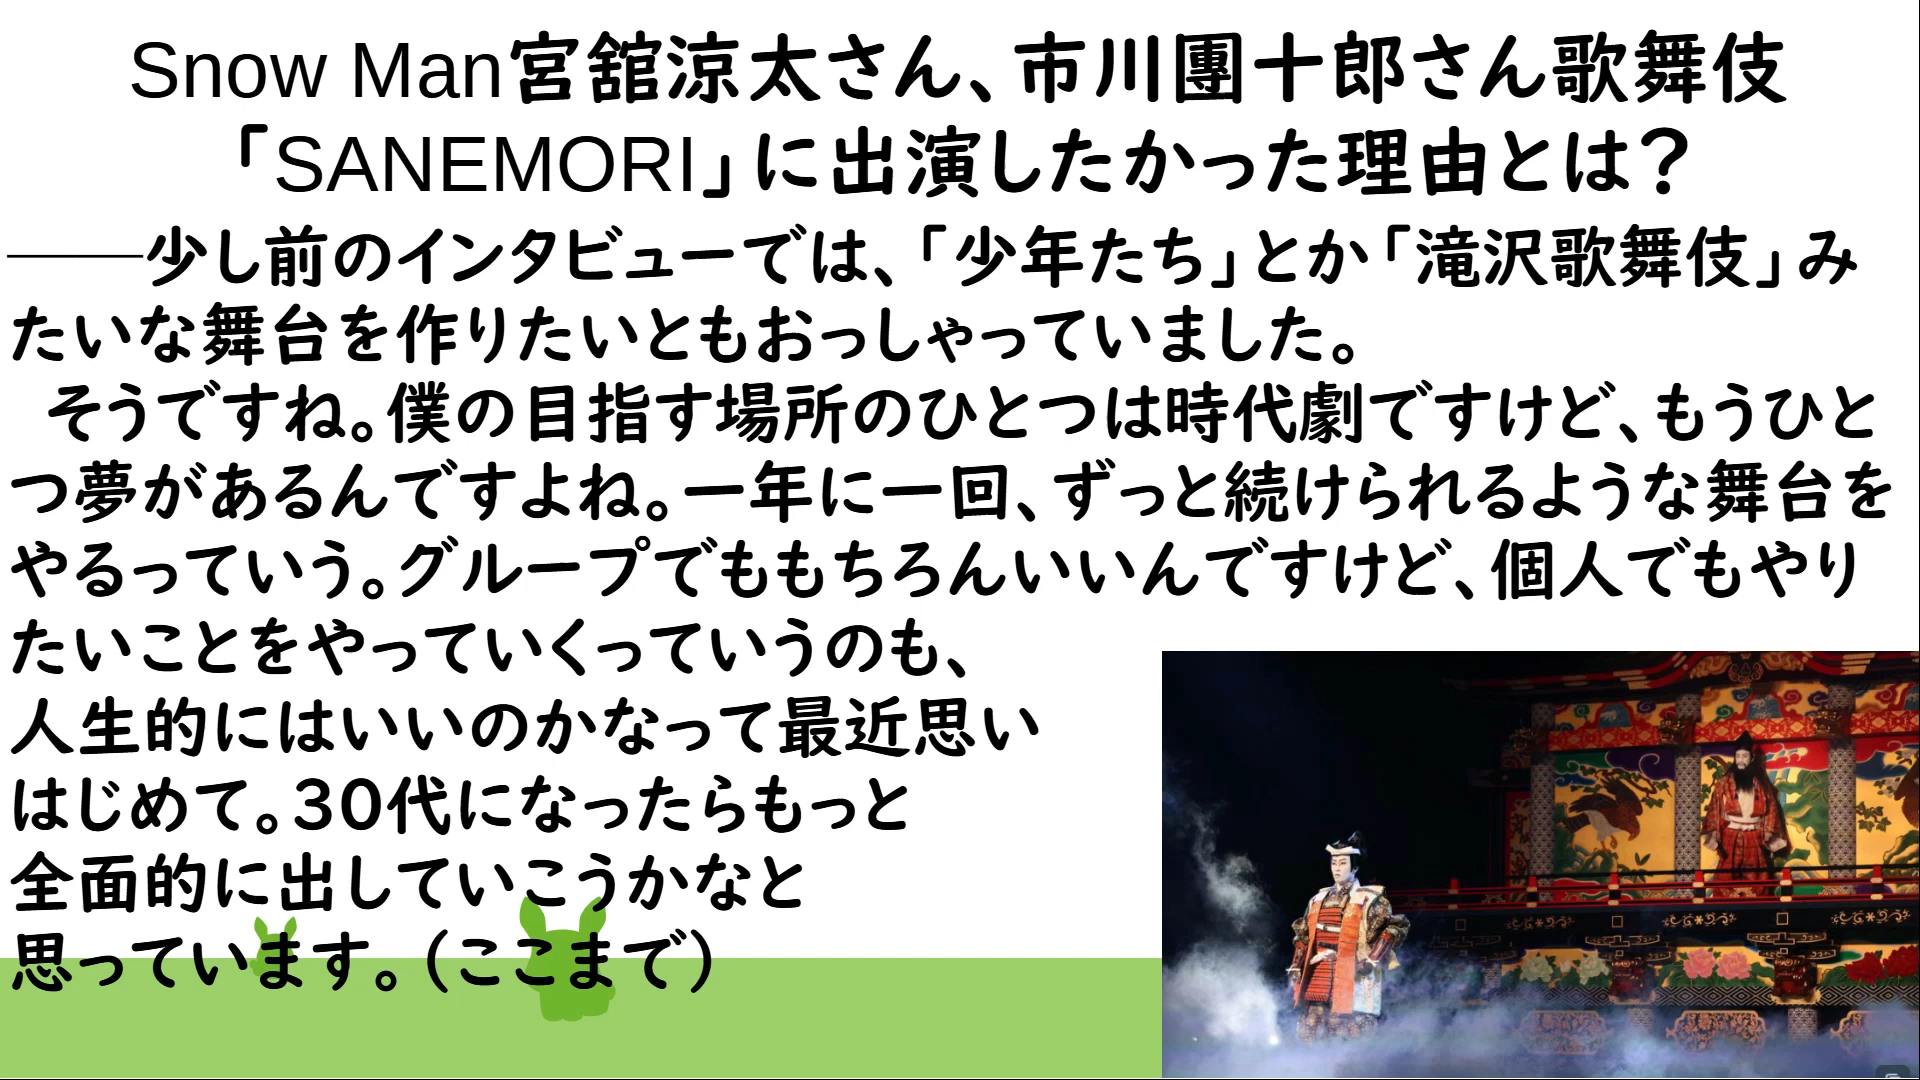 Snow Man宮舘涼太さん、市川團十郎さん歌舞伎
「SANEMORI」に出演したかった理由とは？
――少し前のインタビューでは、「少年たち」とか「滝沢歌舞伎」み
たいな舞台を作りたいともおっしゃっていました。
そうですね。僕の目指す場所のひとつは時代劇ですけど、もうひと
つ夢があるんですよね。一年に一回、ずっと続けられるような舞台を
やるっていう。グループでももちろんいいんですけど、個人でもやり
たいことをやっていくっていうのも、
人生的にはいいのかなって最近思い
はじめて。30代になったらもっと
全面的に出していこうかなと
思っています。（ここまで）